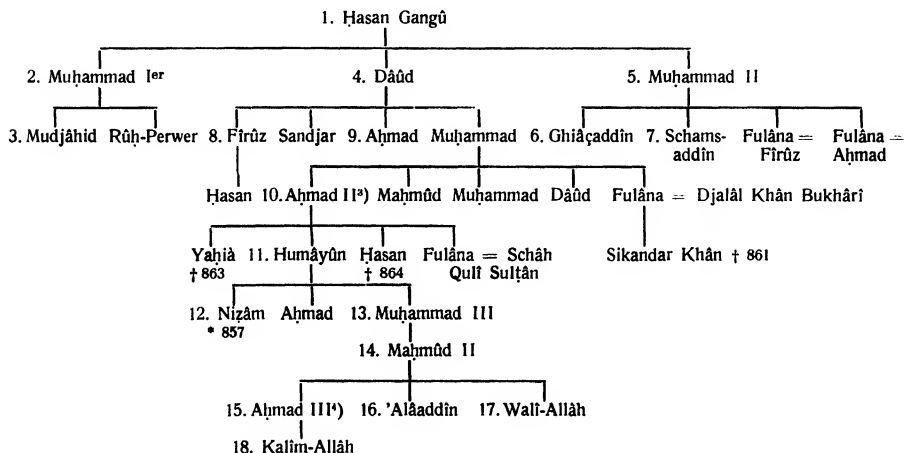 1. Ḥasan Gangû
2. Muḥammad Iᵉʳ 4. Dâûd 5. Muḥammad II
3. Mudjâhid Rûḥ-Perwer 8. Fîrûz Sandjar 9. Aḥmad Muḥammad 6. Ghiâçaddîn 7. Schams-addîn Fulâna = Fîrûz Fulâna = Aḥmad
Ḥasan 10. Aḥmad II³) Maḥmûd Muḥammad Dâûd Fulâna = Djalâl Khân Bukhârî
Yaḥià 11. Humâyûn Ḥasan Fulâna = Schâh Sikandar Khân † 861
† 863 † 864 Qulî Sulṭân
12. Niẓâm Aḥmad 13. Muḥammad III
* 857
14. Maḥmûd II
15. Aḥmad III⁴) 16. 'Alâaddîn 17. Walî-Allâh
18. Kalîm-Allâh